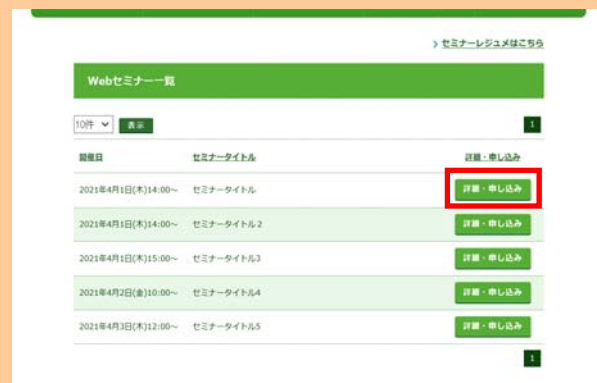 › セミナーレジュメはこちら
Webセミナー一覧
10件 表示 1
開催日 セミナータイトル 詳細・申し込み
2021年4月1日(木)14:00～ セミナータイトル 詳細・申し込み
2021年4月1日(木)14:00～ セミナータイトル2 詳細・申し込み
2021年4月1日(木)15:00～ セミナータイトル3 詳細・申し込み
2021年4月2日(金)10:00～ セミナータイトル4 詳細・申し込み
2021年4月3日(木)12:00～ セミナータイトル5 詳細・申し込み
1